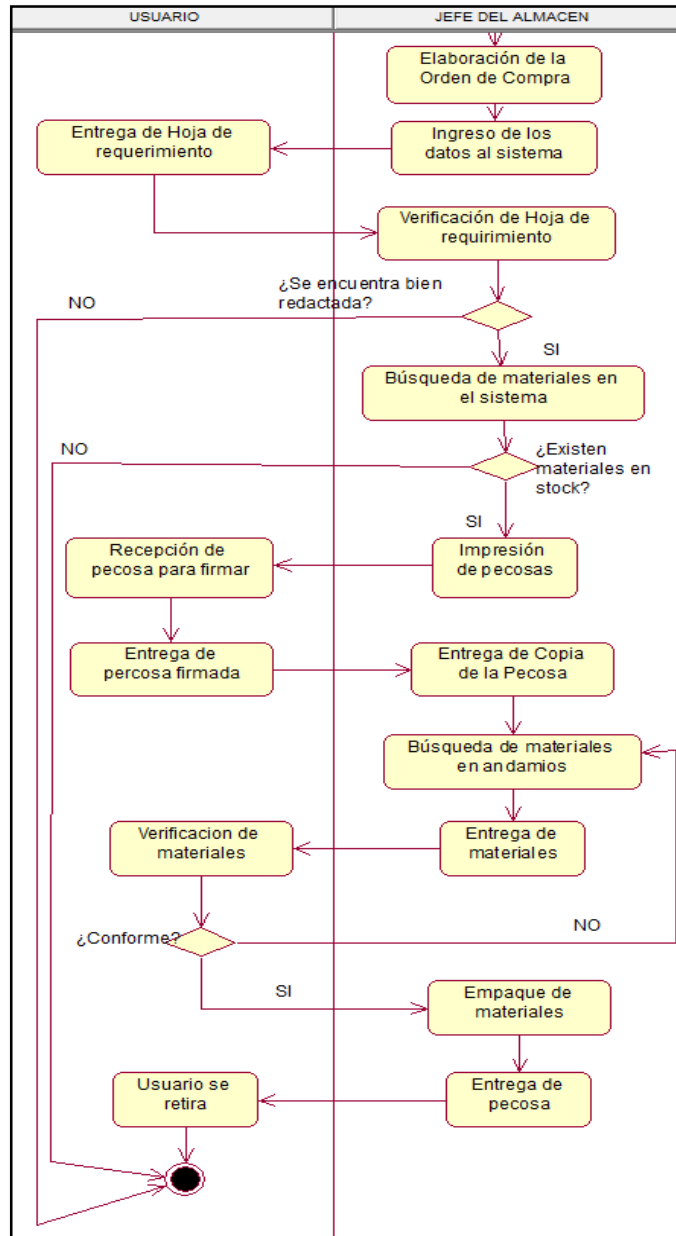 USUARIO
JEFE DEL ALMACEN
Elaboración de la
Orden de Compra
Ingreso de los
datos al sistema
Entrega de Hoja de
requerimiento
Verificación de Hoja de
requirimiento
¿Se encuentra bien
redactada?
NO
SI
Búsqueda de materiales en
el sistema
¿Existen
materiales en
stock?
NO
SI
Impresión
de pecosas
Recepción de
pecosa para firmar
Entrega de
percosa firmada
Entrega de Copia
de la Pecosa
Búsqueda de materiales
en andamios
Entrega de
materiales
Verificacion de
materiales
¿Conforme?
NO
SI
Empaque de
materiales
Entrega de
pecosa
Usuario se
retira